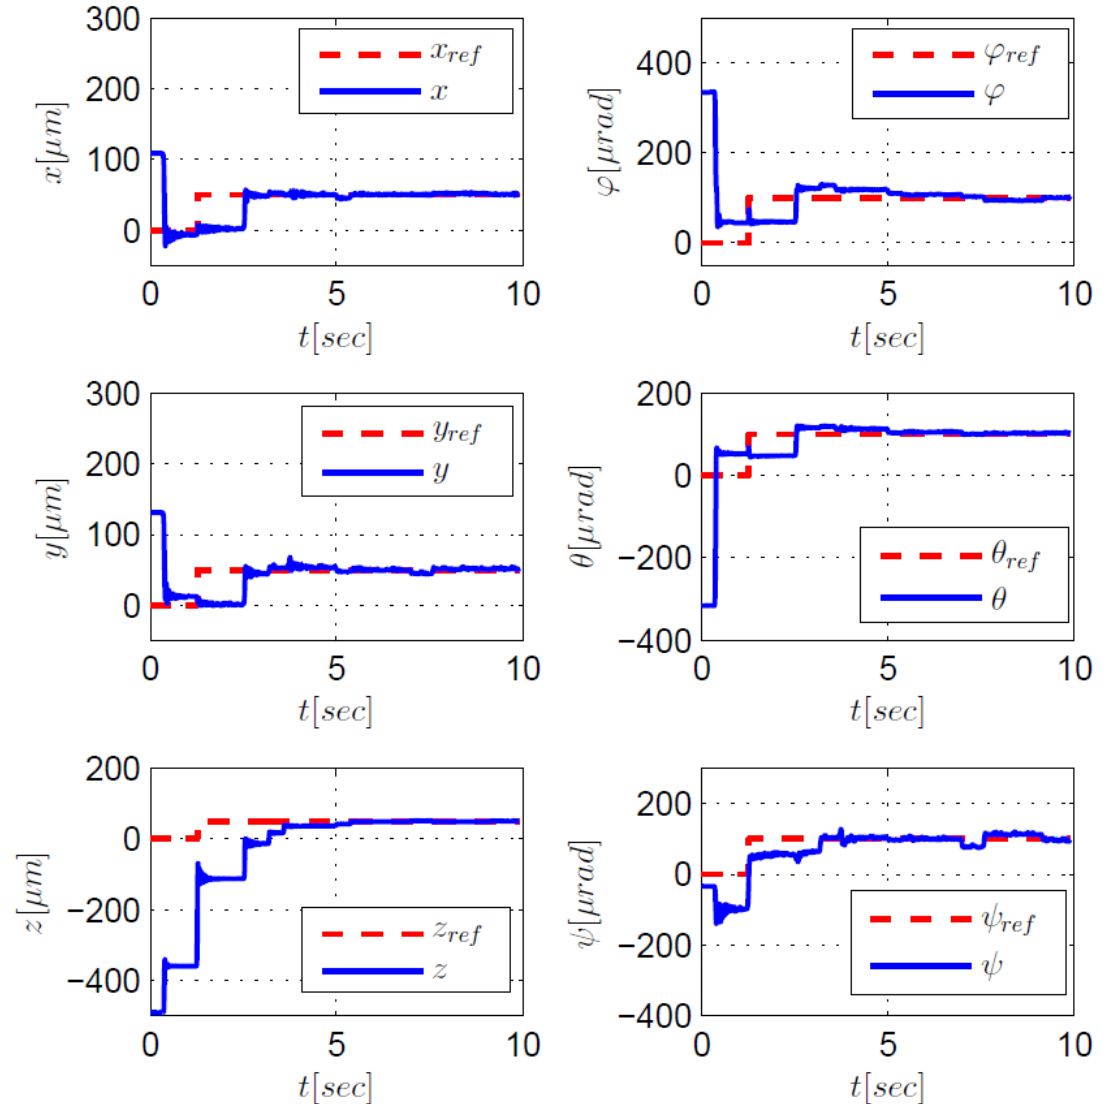 300
200
100
0
x[μm]
x_ref
x
0 5 10
t[sec]
400
200
0
φ[μrad]
φ_ref
φ
0 5 10
t[sec]
300
200
100
0
y[μm]
y_ref
y
0 5 10
t[sec]
200
0
−200
−400
θ[μrad]
θ_ref
θ
0 5 10
t[sec]
200
0
−200
−400
z[μm]
z_ref
z
0 5 10
t[sec]
200
0
−200
−400
ψ[μrad]
ψ_ref
ψ
0 5 10
t[sec]